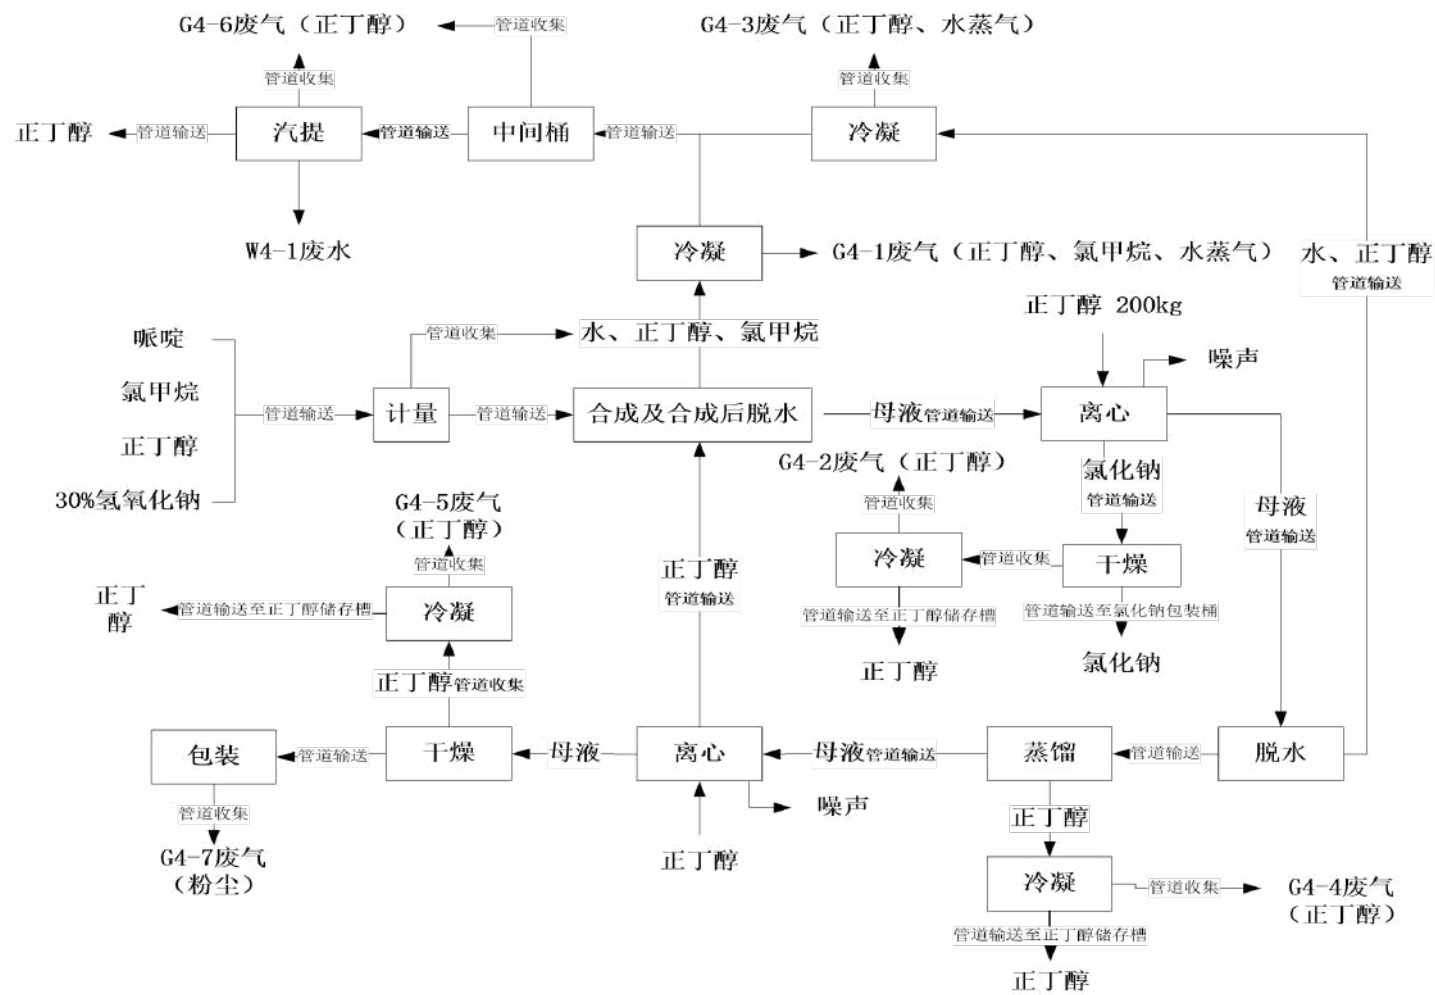 G4-6废气（正丁醇）
管道收集
G4-3废气（正丁醇、水蒸气）
管道收集
管道收集
正丁醇
管道输送
汽提
管道输送
中间桶
管道输送
冷凝
W4-1废水
冷凝
G4-1废气（正丁醇、氯甲烷、水蒸气）
水、正丁醇
管道输送
正丁醇 200kg
哌啶
管道收集
水、正丁醇、氯甲烷
噪声
氯甲烷
管道输送
计量
管道输送
合成及合成后脱水
母液管道输送
离心
正丁醇
G4-2废气（正丁醇）
氯化钠
管道输送
30%氢氧化钠
G4-5废气
（正丁醇）
管道收集
母液
管道输送
管道收集
冷凝
管道收集
干燥
正丁醇
管道输送
正丁
醇
管道输送至正丁醇储存槽
冷凝
管道输送至正丁醇储存槽
管道输送至氯化钠包装桶
正丁醇
氯化钠
正丁醇管道收集
包装
管道输送
干燥
母液
离心
母液管道输送
蒸馏
管道输送
脱水
管道收集
噪声
正丁醇
G4-7废气
（粉尘）
正丁醇
冷凝
管道收集
G4-4废气
（正丁醇）
管道输送至正丁醇储存槽
正丁醇